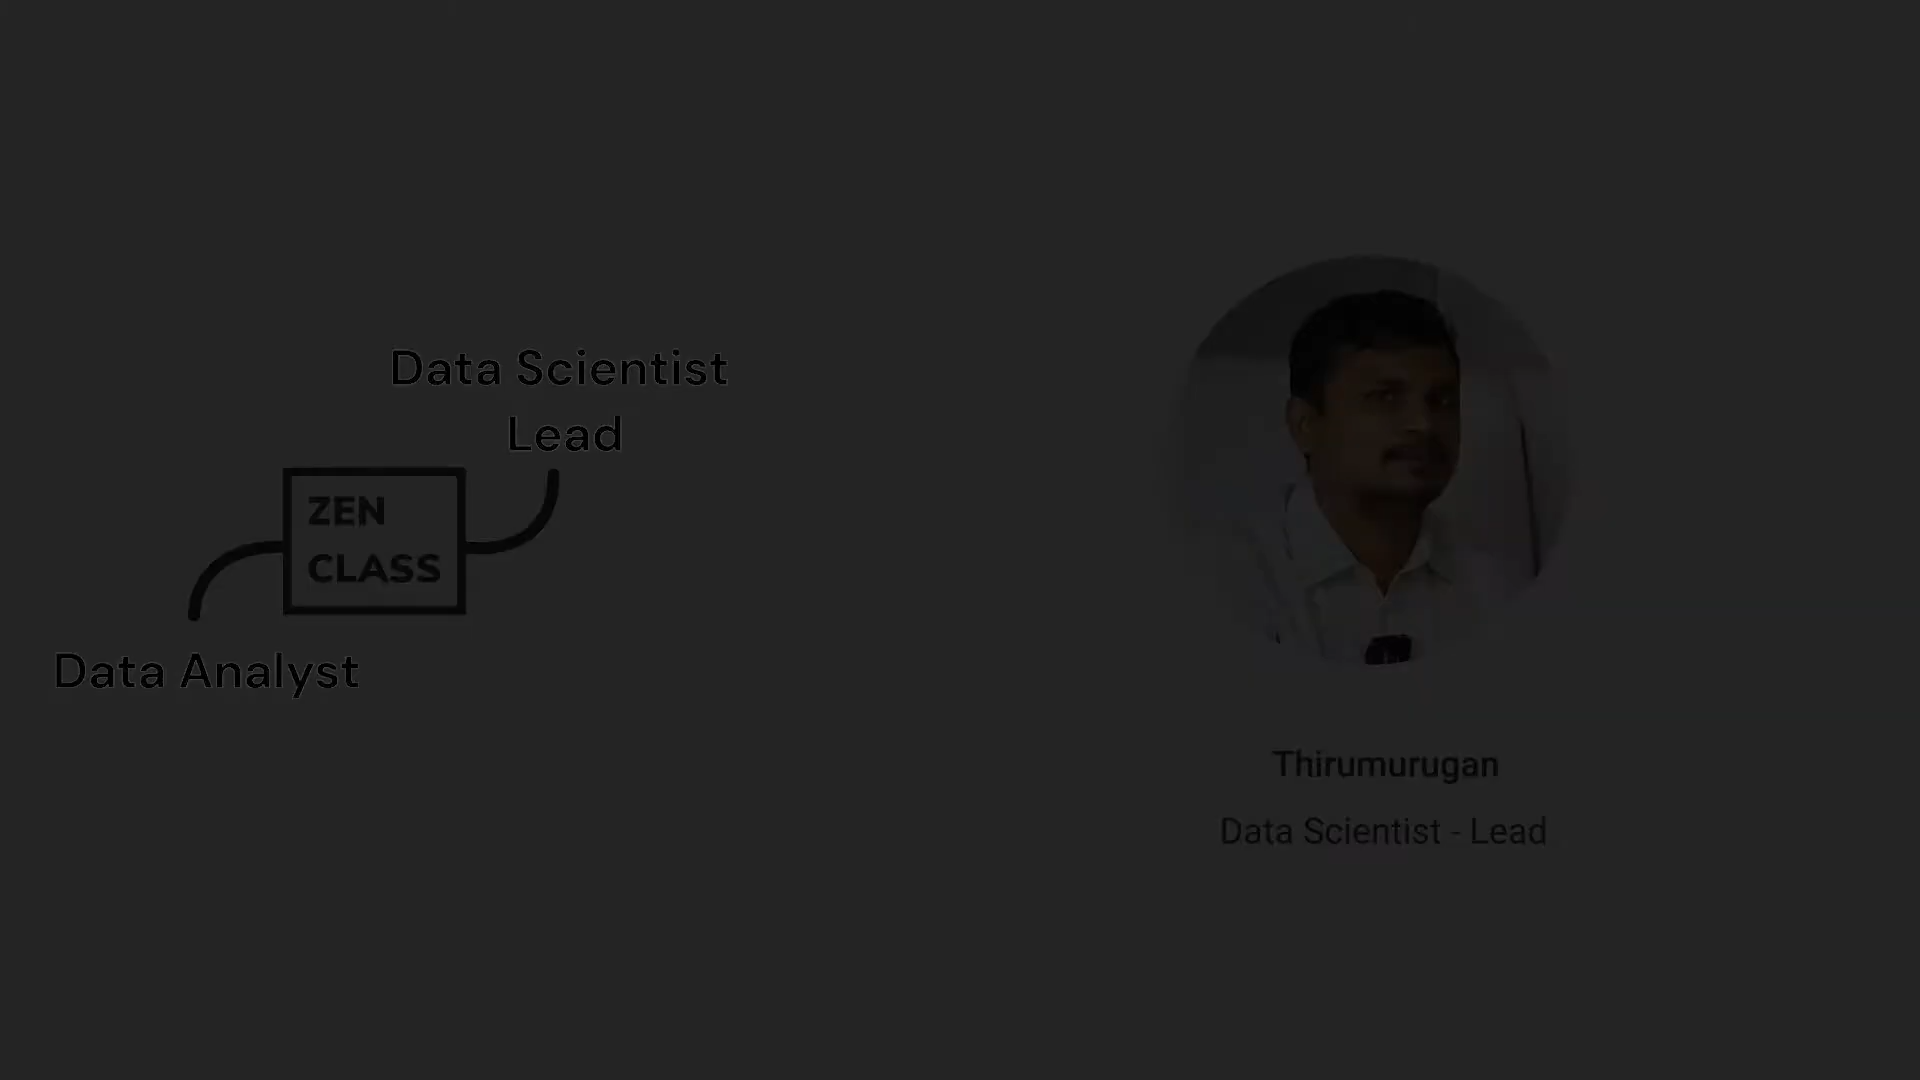 Data Scientist
Lead
ZEN
CLASS
Data Analyst
Thirumurugan
Data Scientist - Lead